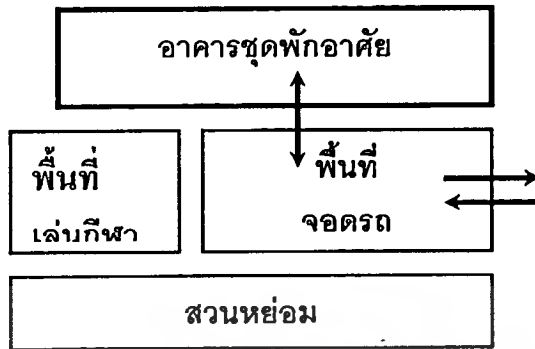 อาคารชุดพักอาศัย
พื้นที่
เล่นกีฬา
พื้นที่
จอดรถ
สวนหย่อม